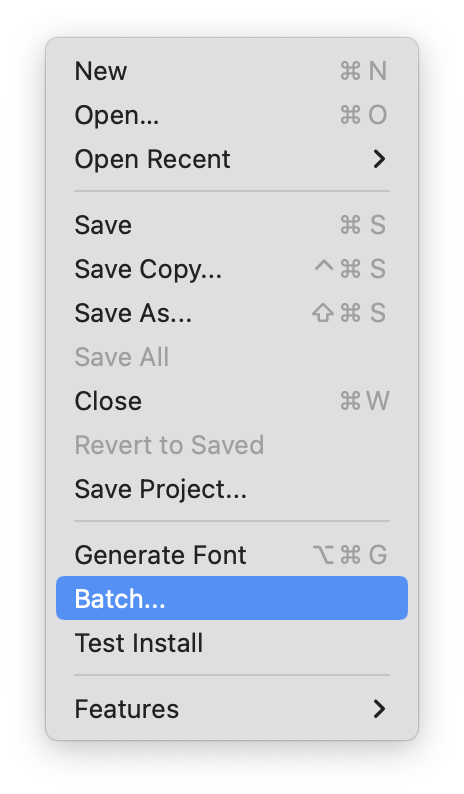 New ⌘ N
Open... ⌘ O
Open Recent
Save ⌘ S
Save Copy... ^⌘ S
Save As... ⇧⌘ S
Save All
Close ⌘ W
Revert to Saved
Save Project...
Generate Font ⌥⌘ G
Batch...
Test Install
Features